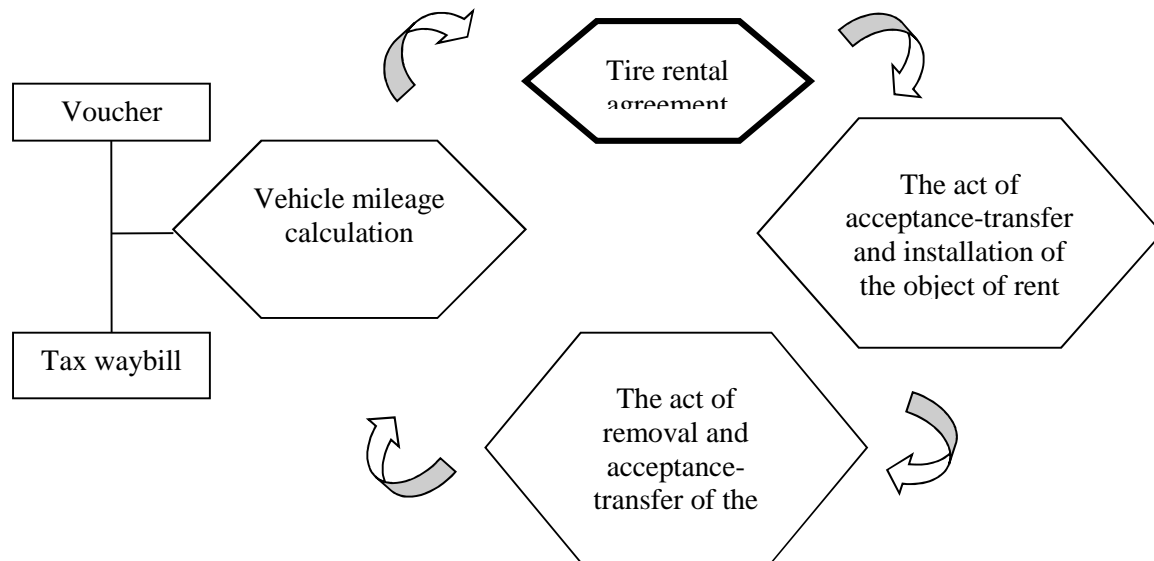 Tire rental
agreement
Voucher
Vehicle mileage
calculation
The act of
acceptance-transfer
and installation of
the object of rent
Tax waybill
The act of
removal and
acceptance-
transfer of the